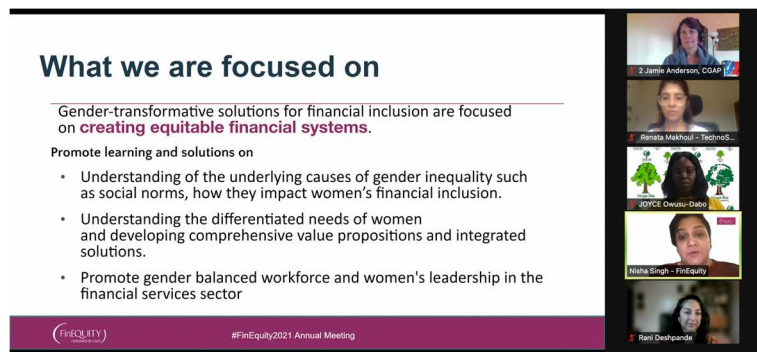 What we are focused on
Gender-transformative solutions for financial inclusion are focused
on creating equitable financial systems.
Promote learning and solutions on
• Understanding of the underlying causes of gender inequality such
as social norms, how they impact women's financial inclusion.
• Understanding the differentiated needs of women
and developing comprehensive value propositions and integrated
solutions.
• Promote gender balanced workforce and women's leadership in the
financial services sector
FinEQUITY
#FinEquity2021 Annual Meeting
2 Jamie Anderson, CGAP
Renata Makhoul - TechnoS...
JOYCE Owusu-Dabo
Nisha Singh - FinEquity
Rani Deshpande